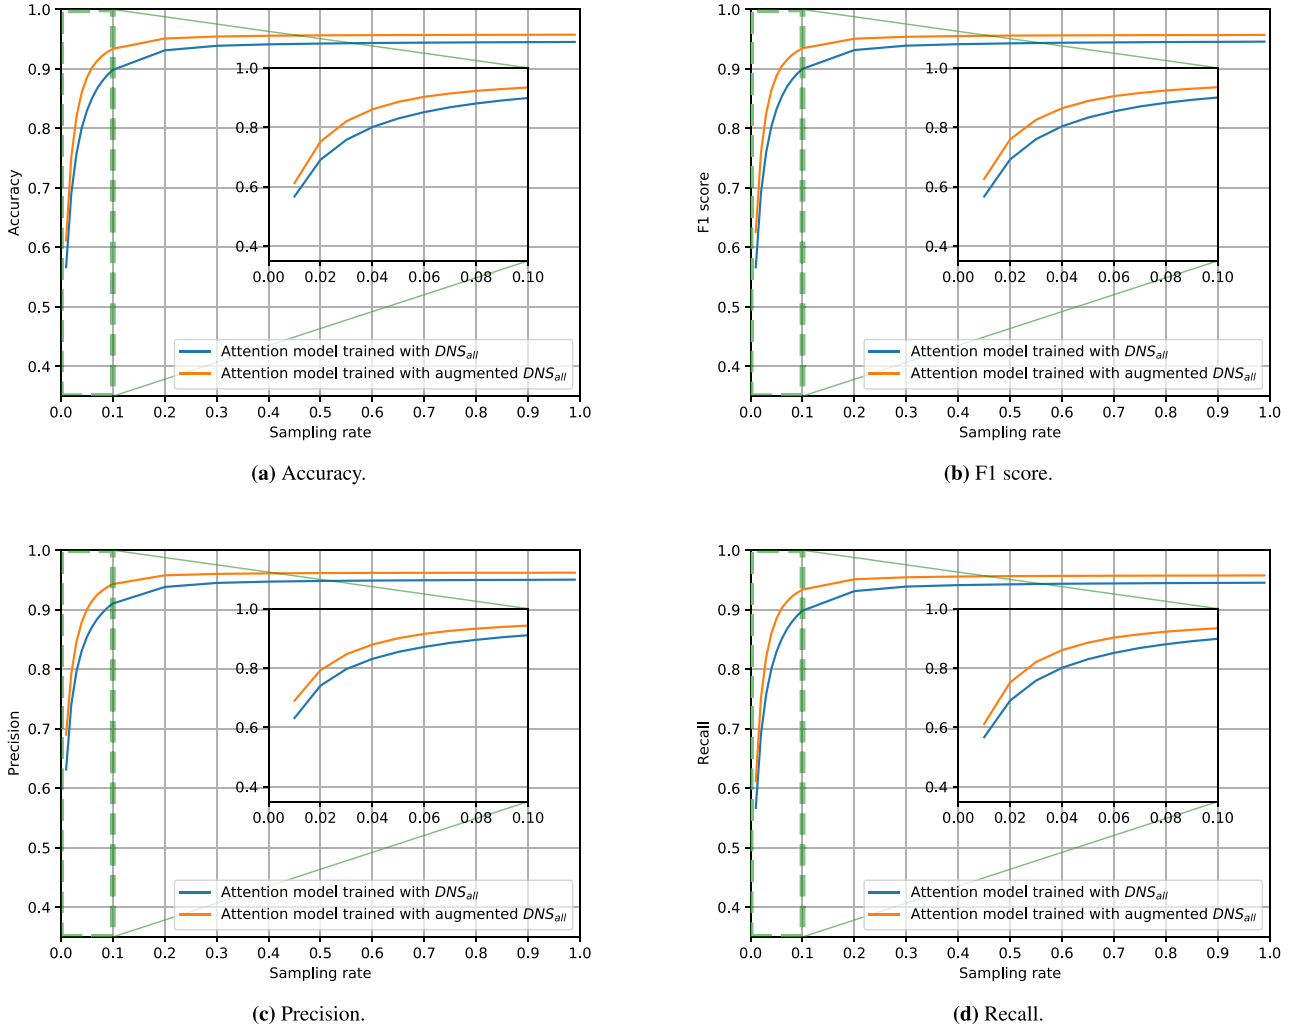 1.0
0.9
0.8
0.7
0.6
0.5
0.4
Accuracy
1.0
0.8
0.6
0.4
0.00 0.02 0.04 0.06 0.08 0.10
Attention model trained with DNS_all
Attention model trained with augmented DNS_all
0.0 0.1 0.2 0.3 0.4 0.5 0.6 0.7 0.8 0.9 1.0
Sampling rate
(a) Accuracy.
1.0
0.9
0.8
0.7
0.6
0.5
0.4
F1 score
1.0
0.8
0.6
0.4
0.00 0.02 0.04 0.06 0.08 0.10
Attention model trained with DNS_all
Attention model trained with augmented DNS_all
0.0 0.1 0.2 0.3 0.4 0.5 0.6 0.7 0.8 0.9 1.0
Sampling rate
(b) F1 score.
1.0
0.9
0.8
0.7
0.6
0.5
0.4
Precision
1.0
0.8
0.6
0.4
0.00 0.02 0.04 0.06 0.08 0.10
Attention model trained with DNS_all
Attention model trained with augmented DNS_all
0.0 0.1 0.2 0.3 0.4 0.5 0.6 0.7 0.8 0.9 1.0
Sampling rate
(c) Precision.
1.0
0.9
0.8
0.7
0.6
0.5
0.4
Recall
1.0
0.8
0.6
0.4
0.00 0.02 0.04 0.06 0.08 0.10
Attention model trained with DNS_all
Attention model trained with augmented DNS_all
0.0 0.1 0.2 0.3 0.4 0.5 0.6 0.7 0.8 0.9 1.0
Sampling rate
(d) Recall.